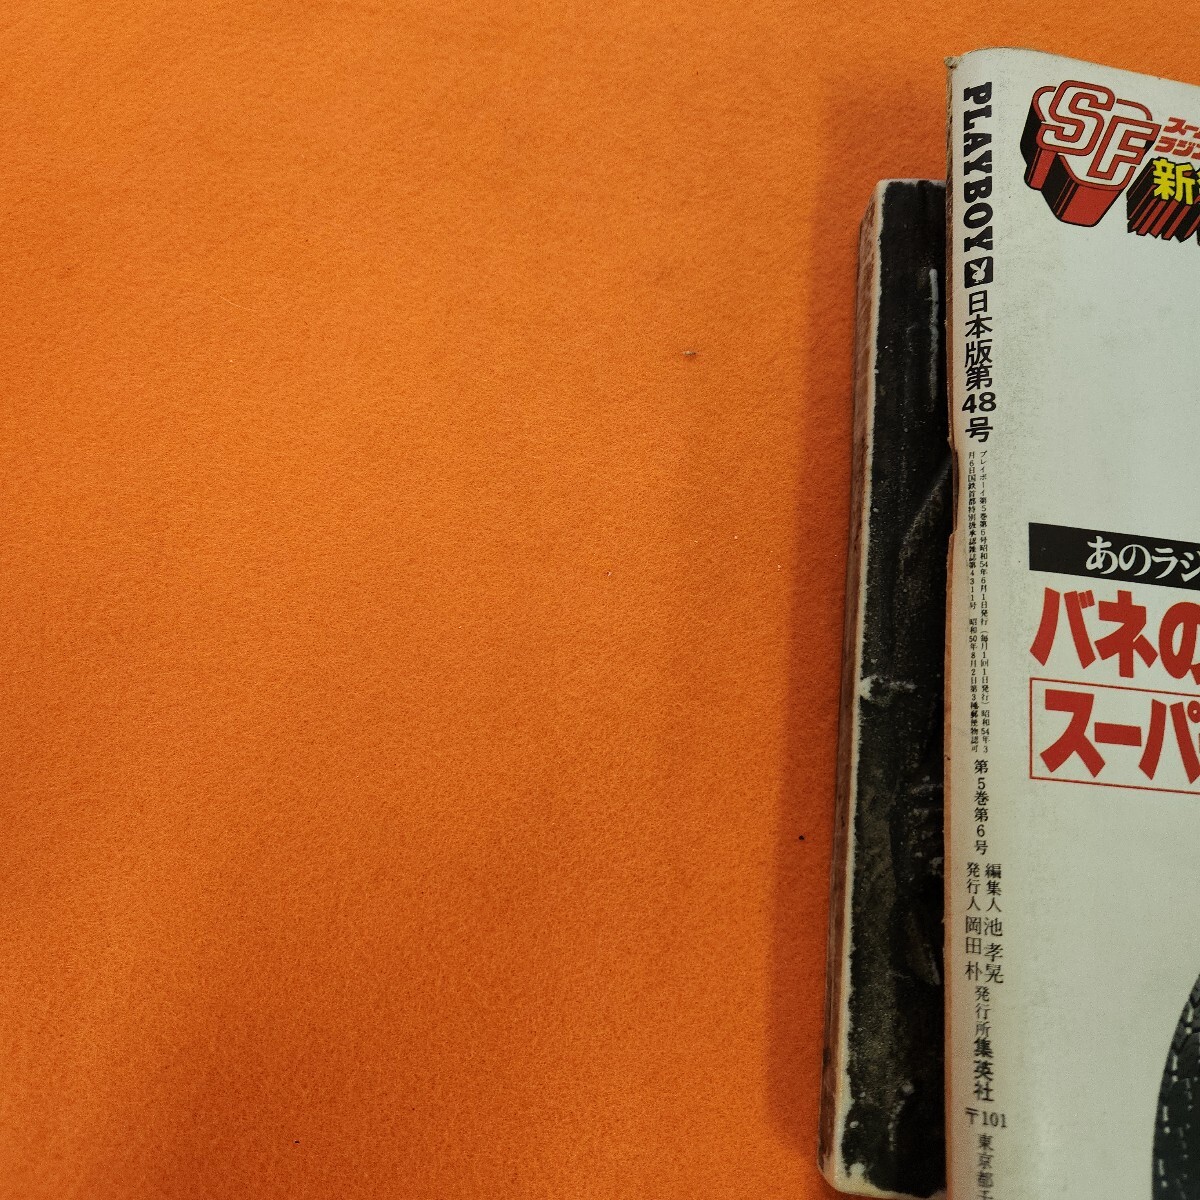 PLAYBOY 日本版第48号
プレイボーイ第5巻第6号昭和54年6月1日発行(毎月1回1日発行)昭和54年3
月6日国鉄首都特別扱承認雑誌第4311号 昭和50年8月2日第3種郵便物認可
第5巻第6号
編集人 池 孝晃
発行人 岡田 朴
発行所 集英社
〒101
東京都千
SF
スー
ラジ
新
あのラジ
バネの
スーパ